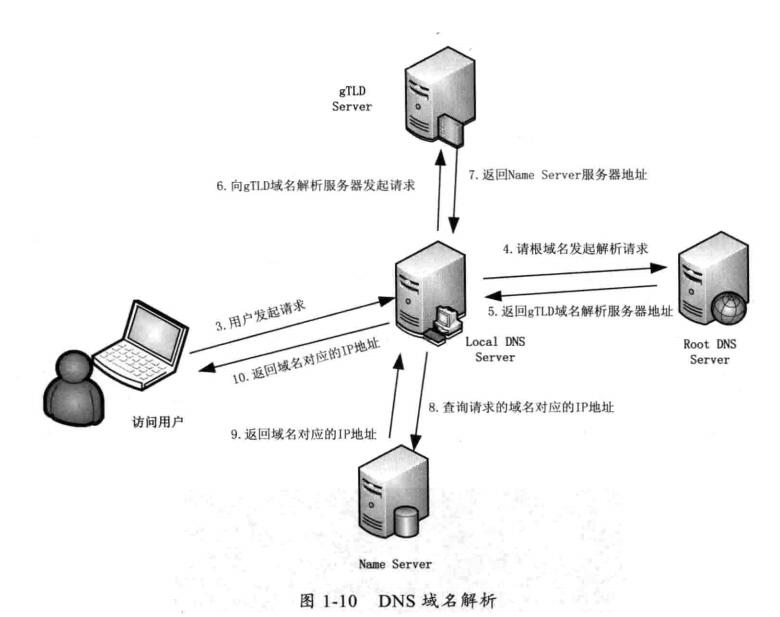 gTLD
Server
6.向gTLD域名解析服务器发起请求
7.返回Name Server服务器地址
4.请根域名发起解析请求
5.返回gTLD域名解析服务器地址
3.用户发起请求
Local DNS
Server
Root DNS
Server
10.返回域名对应的IP地址
8.查询请求的域名对应的IP地址
访问用户
9.返回域名对应的IP地址
Name Server
图 1-10 DNS 域名解析